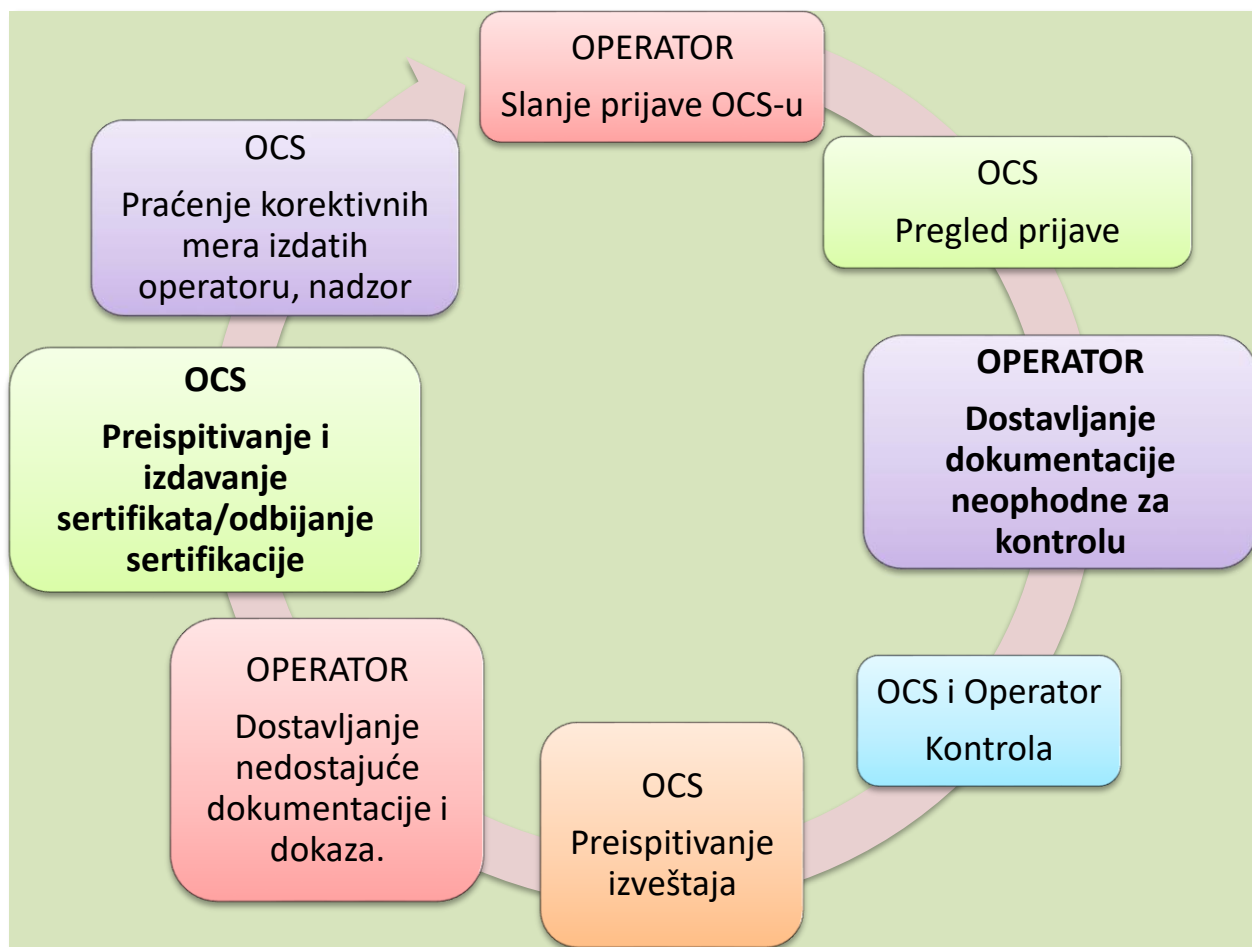 OPERATOR
Slanje prijave OCS-u
OCS
Pregled prijave
OPERATOR
Dostavljanje
dokumentacije
neophodne za
kontrolu
OCS i Operator
Kontrola
OCS
Preispitivanje
izveštaja
OPERATOR
Dostavljanje
nedostajuće
dokumentacije i
dokaza.
OCS
Preispitivanje i
izdavanje
sertifikata/odbijanje
sertifikacije
OCS
Praćenje korektivnih
mera izdatih
operatoru, nadzor